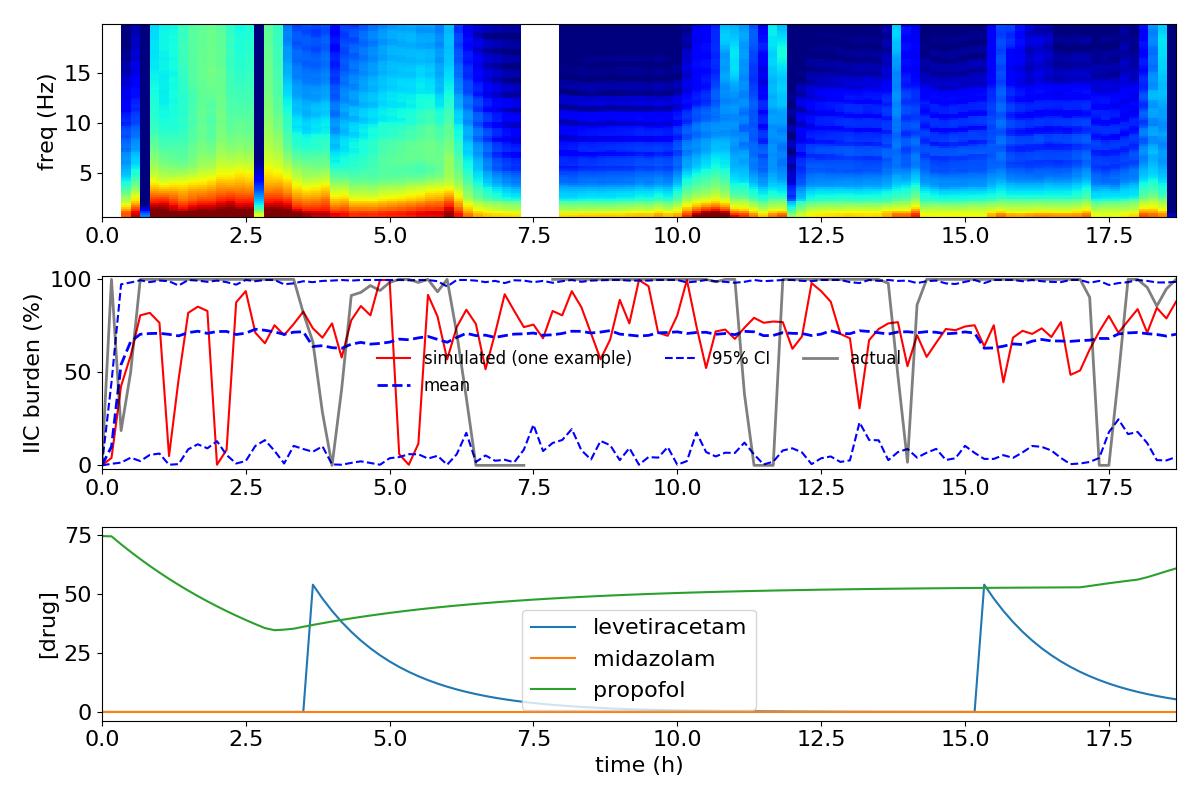 freq (Hz)
15
10
5
0.0 2.5 5.0 7.5 10.0 12.5 15.0 17.5
IIC burden (%)
100
50
0
simulated (one example) 95% CI actual
mean
0.0 2.5 5.0 7.5 10.0 12.5 15.0 17.5
[drug]
75
50
25
0
levetiracetam
midazolam
propofol
0.0 2.5 5.0 7.5 10.0 12.5 15.0 17.5
time (h)